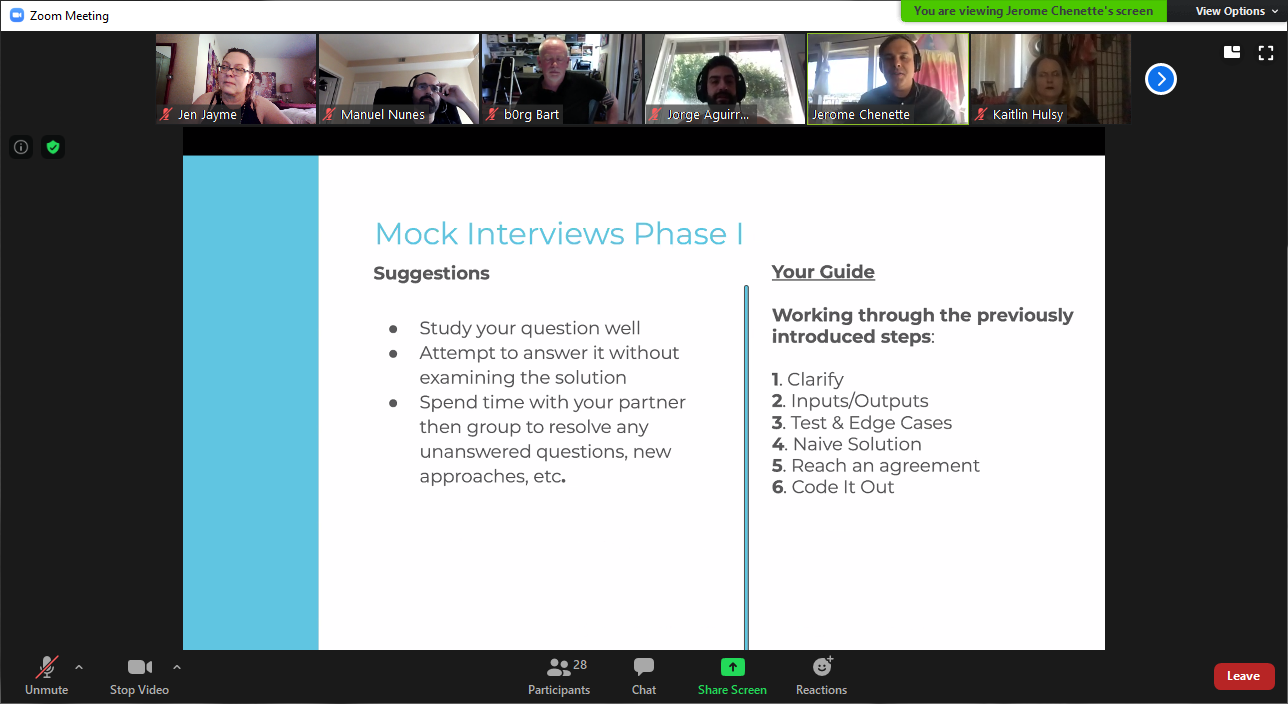 Zoom Meeting
You are viewing Jerome Chenette's screen
View Options
Jen Jayme
Manuel Nunes
b0rg Bart
Jorge Aguirr...
Jerome Chenette
Kaitlin Hulsy
Mock Interviews Phase I
Suggestions
● Study your question well
● Attempt to answer it without
examining the solution
● Spend time with your partner
then group to resolve any
unanswered questions, new
approaches, etc.
Your Guide
Working through the previously
introduced steps:
1. Clarify
2. Inputs/Outputs
3. Test & Edge Cases
4. Naive Solution
5. Reach an agreement
6. Code It Out
Unmute
Stop Video
28
Participants
Chat
Share Screen
Reactions
Leave